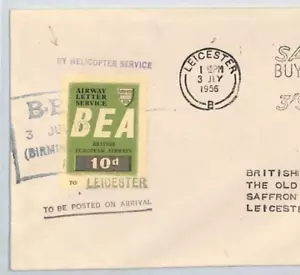 BY HELICOPTER SERVICE
LEICESTER
1 PM
3 JLY
1956
B
AIRWAY
LETTER
SERVICE
BEA
BRITISH
EUROPEAN AIRWAYS
10d
B.E
3 JU
(BIRMIN
TO LEICESTER
TO BE POSTED ON ARRIVAL
SA
BUY
3
BRITISH
THE OLD
SAFFRON
LEICESTE